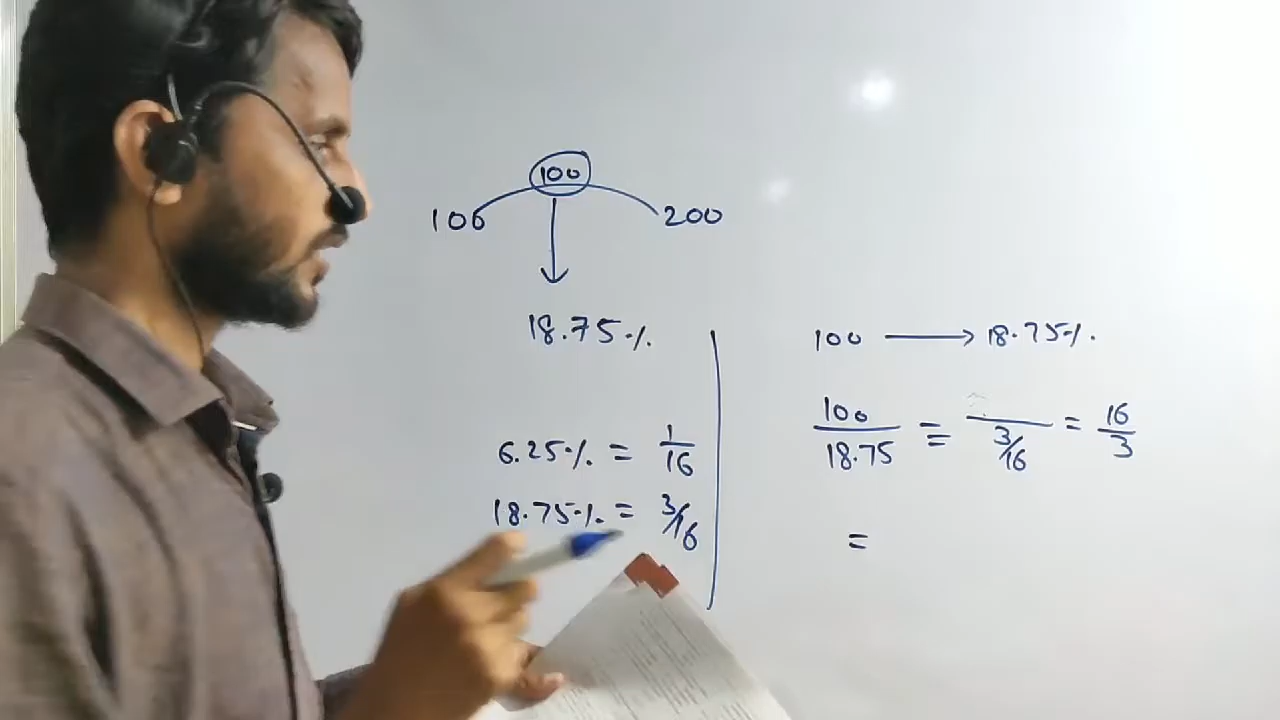 100
106 200
18.75%
6.25% = 1/16
18.75% = 3/16
100 → 18.75%
100/18.75 = /3/16 = 16/3
=